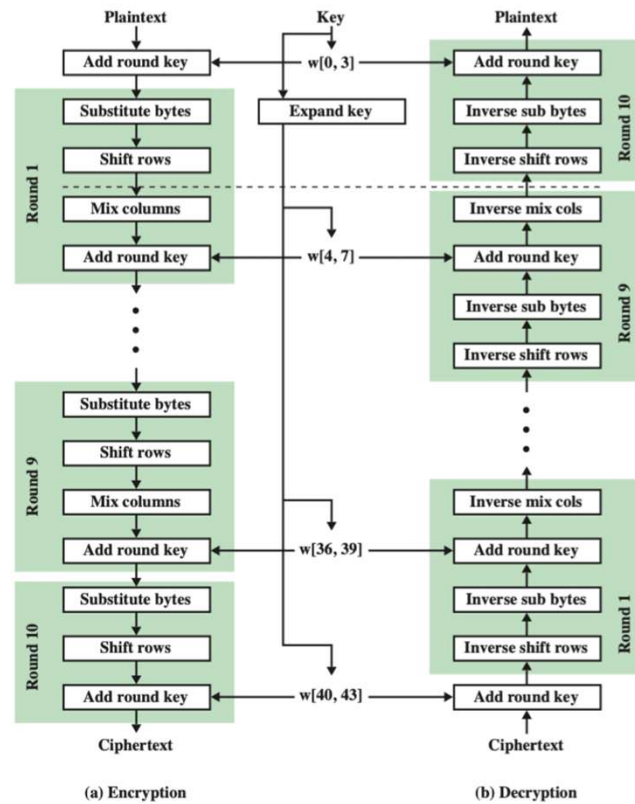 Plaintext
Key
Plaintext
Add round key
w[0, 3]
Add round key
Substitute bytes
Expand key
Inverse sub bytes
Shift rows
Inverse shift rows
Round 1
Round 10
Mix columns
Inverse mix cols
Add round key
w[4, 7]
Add round key
Inverse sub bytes
Inverse shift rows
Round 9
Substitute bytes
Shift rows
Mix columns
Inverse mix cols
Round 9
Add round key
w[36, 39]
Add round key
Substitute bytes
Inverse sub bytes
Shift rows
Inverse shift rows
Round 10
Round 1
Add round key
w[40, 43]
Add round key
Ciphertext
Ciphertext
(a) Encryption
(b) Decryption